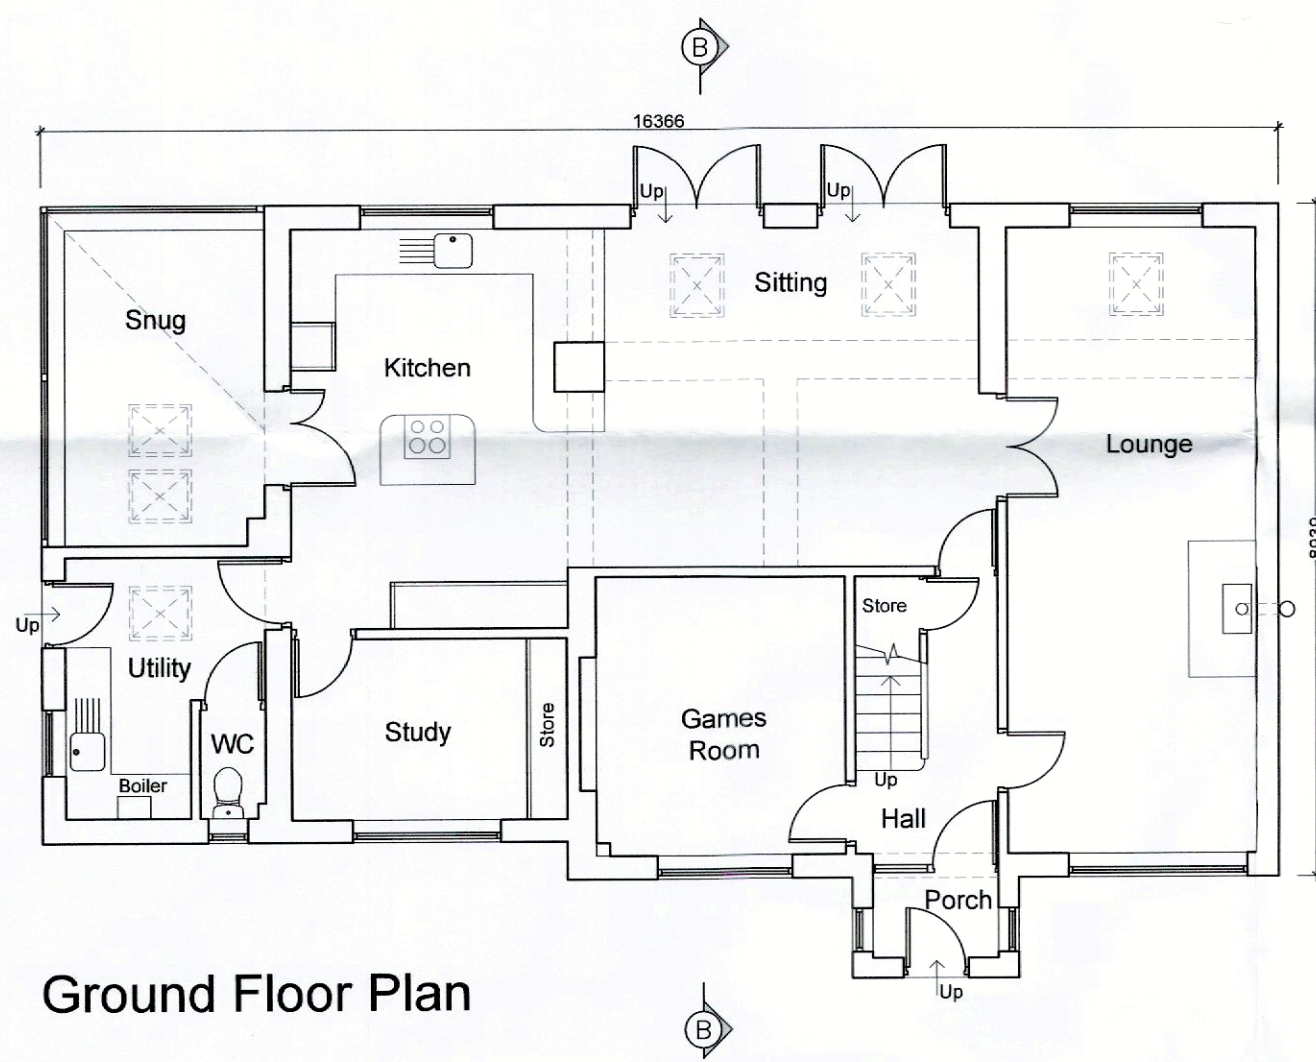 B
16366
Up
Up
Sitting
Snug
Kitchen
Lounge
8030
Store
Up
Utility
Study
Store
Games
Room
WC
Up
Boiler
Hall
Porch
Up
Ground Floor Plan
B